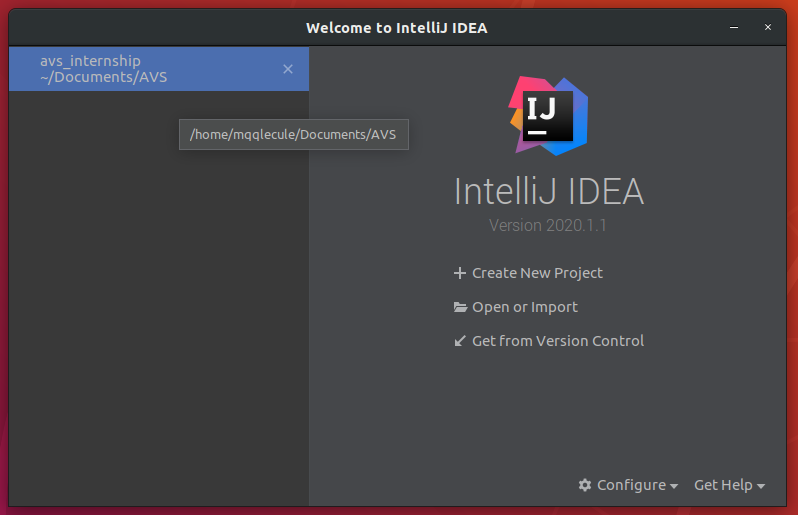 Welcome to IntelliJ IDEA
avs_internship
~/Documents/AVS
/home/mqqlecule/Documents/AVS
IJ
IntelliJ IDEA
Version 2020.1.1
Create New Project
Open or Import
Get from Version Control
Configure
Get Help